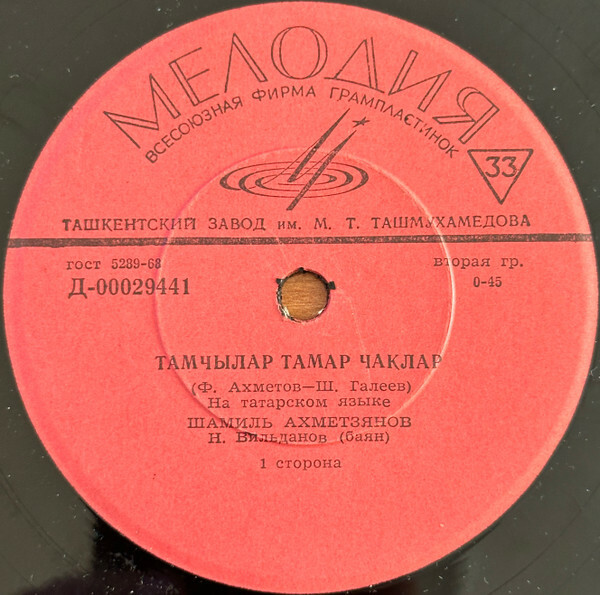 МЕЛОДИЯ
ВСЕСОЮЗНАЯ ФИРМА ГРАМПЛАСТИНОК
33
ТАШКЕНТСКИЙ ЗАВОД им. М. Т. ТАШМУХАМЕДОВА
гост 5289-68
вторая гр.
Д-00029441
0-45
ТАМЧЫЛАР ТАМАР ЧАКЛАР
(Ф. Ахметов—Ш. Галеев)
На татарском языке
ШАМИЛЬ АХМЕТЗЯНОВ
Н. Вильданов (баян)
1 сторона